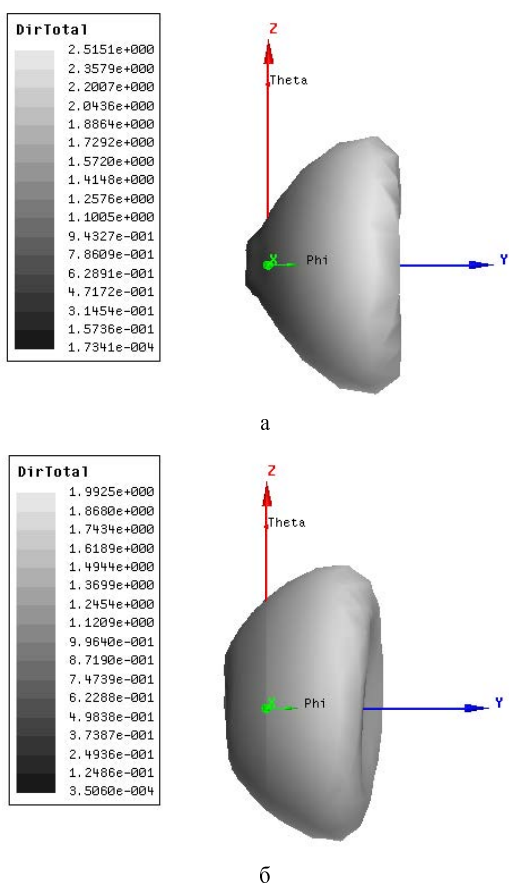 DirTotal
2.5151e+000
2.3579e+000
2.2007e+000
2.0436e+000
1.8864e+000
1.7292e+000
1.5720e+000
1.4148e+000
1.2576e+000
1.1005e+000
9.4327e-001
7.8609e-001
6.2891e-001
4.7172e-001
3.1454e-001
1.5736e-001
1.7341e-004
Z
Theta
X
Phi
Y
а
DirTotal
1.9925e+000
1.8680e+000
1.7434e+000
1.6189e+000
1.4944e+000
1.3699e+000
1.2454e+000
1.1209e+000
9.9640e-001
8.7190e-001
7.4739e-001
6.2288e-001
4.9838e-001
3.7387e-001
2.4936e-001
1.2486e-001
3.5060e-004
Z
Theta
X
Phi
Y
б